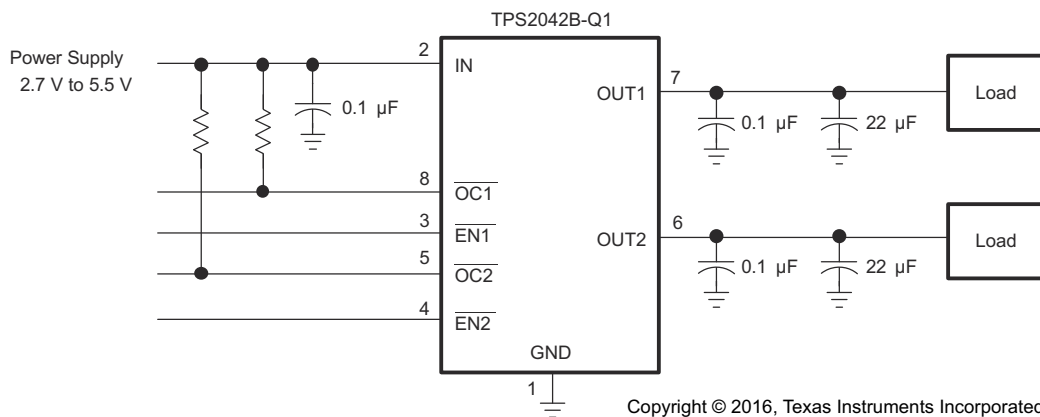 TPS2042B-Q1
Power Supply
2.7 V to 5.5 V
2
IN
0.1 µF
7
OUT1
0.1 µF
22 µF
Load
8
OC1
3
EN1
5
OC2
4
EN2
6
OUT2
0.1 µF
22 µF
Load
GND
1
Copyright © 2016, Texas Instruments Incorporated